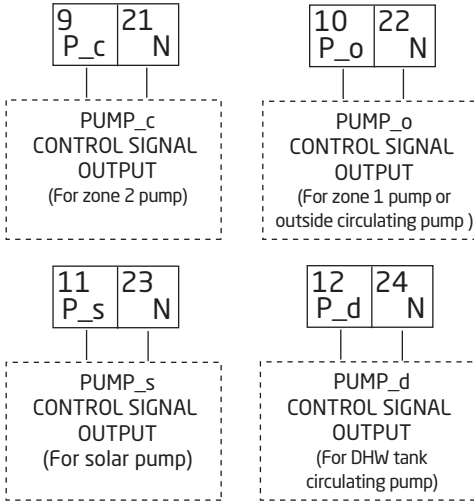 9 21
P_c N
PUMP_c
CONTROL SIGNAL
OUTPUT
(For zone 2 pump)
10 22
P_o N
PUMP_o
CONTROL SIGNAL
OUTPUT
(For zone 1 pump or
outside circulating pump )
11 23
P_s N
PUMP_s
CONTROL SIGNAL
OUTPUT
(For solar pump)
12 24
P_d N
PUMP_d
CONTROL SIGNAL
OUTPUT
(For DHW tank
circulating pump)